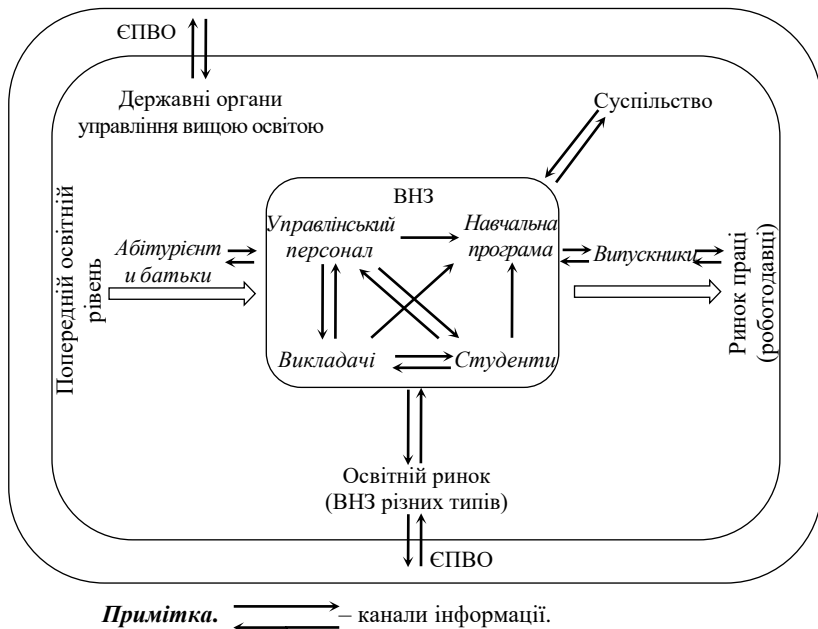 ЄПВО
Державні органи
управління вищою освітою
Суспільство
ВНЗ
Управлінський
персонал
Навчальна
програма
Попередній освітній
рівень
Абітурієнт
и батьки
Випускники
Ринок праці
(роботодавці)
Викладачі
Студенти
Освітній ринок
(ВНЗ різних типів)
ЄПВО
Примітка. – канали інформації.